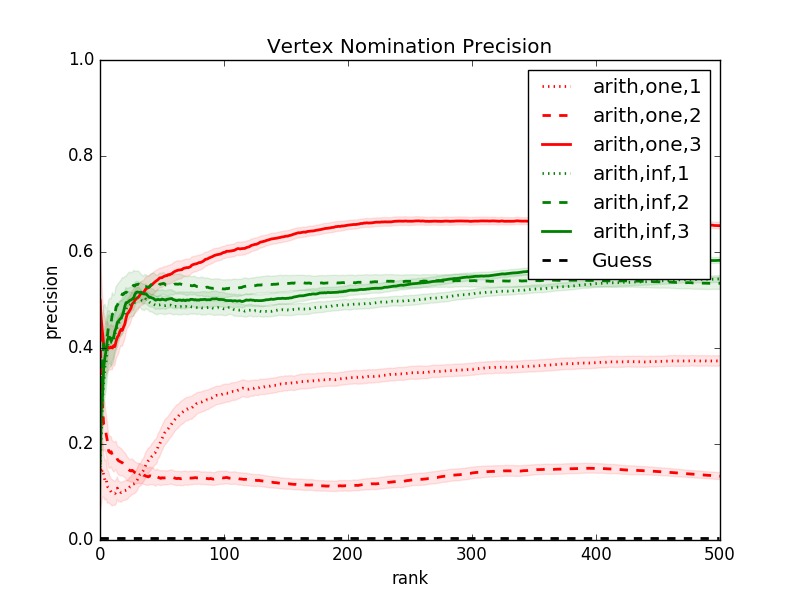 Vertex Nomination Precision
1.0
0.8
0.6
0.4
0.2
0.0
precision
arith,one,1
arith,one,2
arith,one,3
arith,inf,1
arith,inf,2
arith,inf,3
Guess
0 100 200 300 400 500
rank